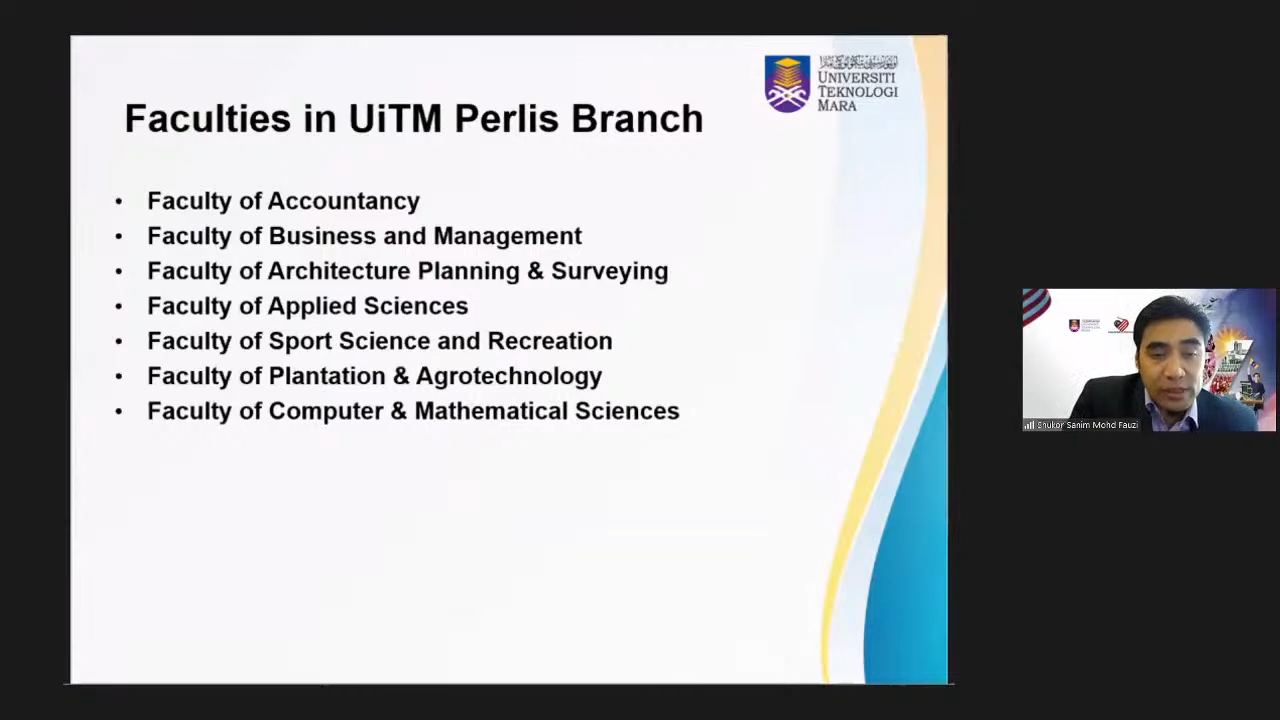 UNIVERSITI
TEKNOLOGI
MARA
Faculties in UiTM Perlis Branch
• Faculty of Accountancy
• Faculty of Business and Management
• Faculty of Architecture Planning & Surveying
• Faculty of Applied Sciences
• Faculty of Sport Science and Recreation
• Faculty of Plantation & Agrotechnology
• Faculty of Computer & Mathematical Sciences
Shukor Sanim Mohd Fauzi